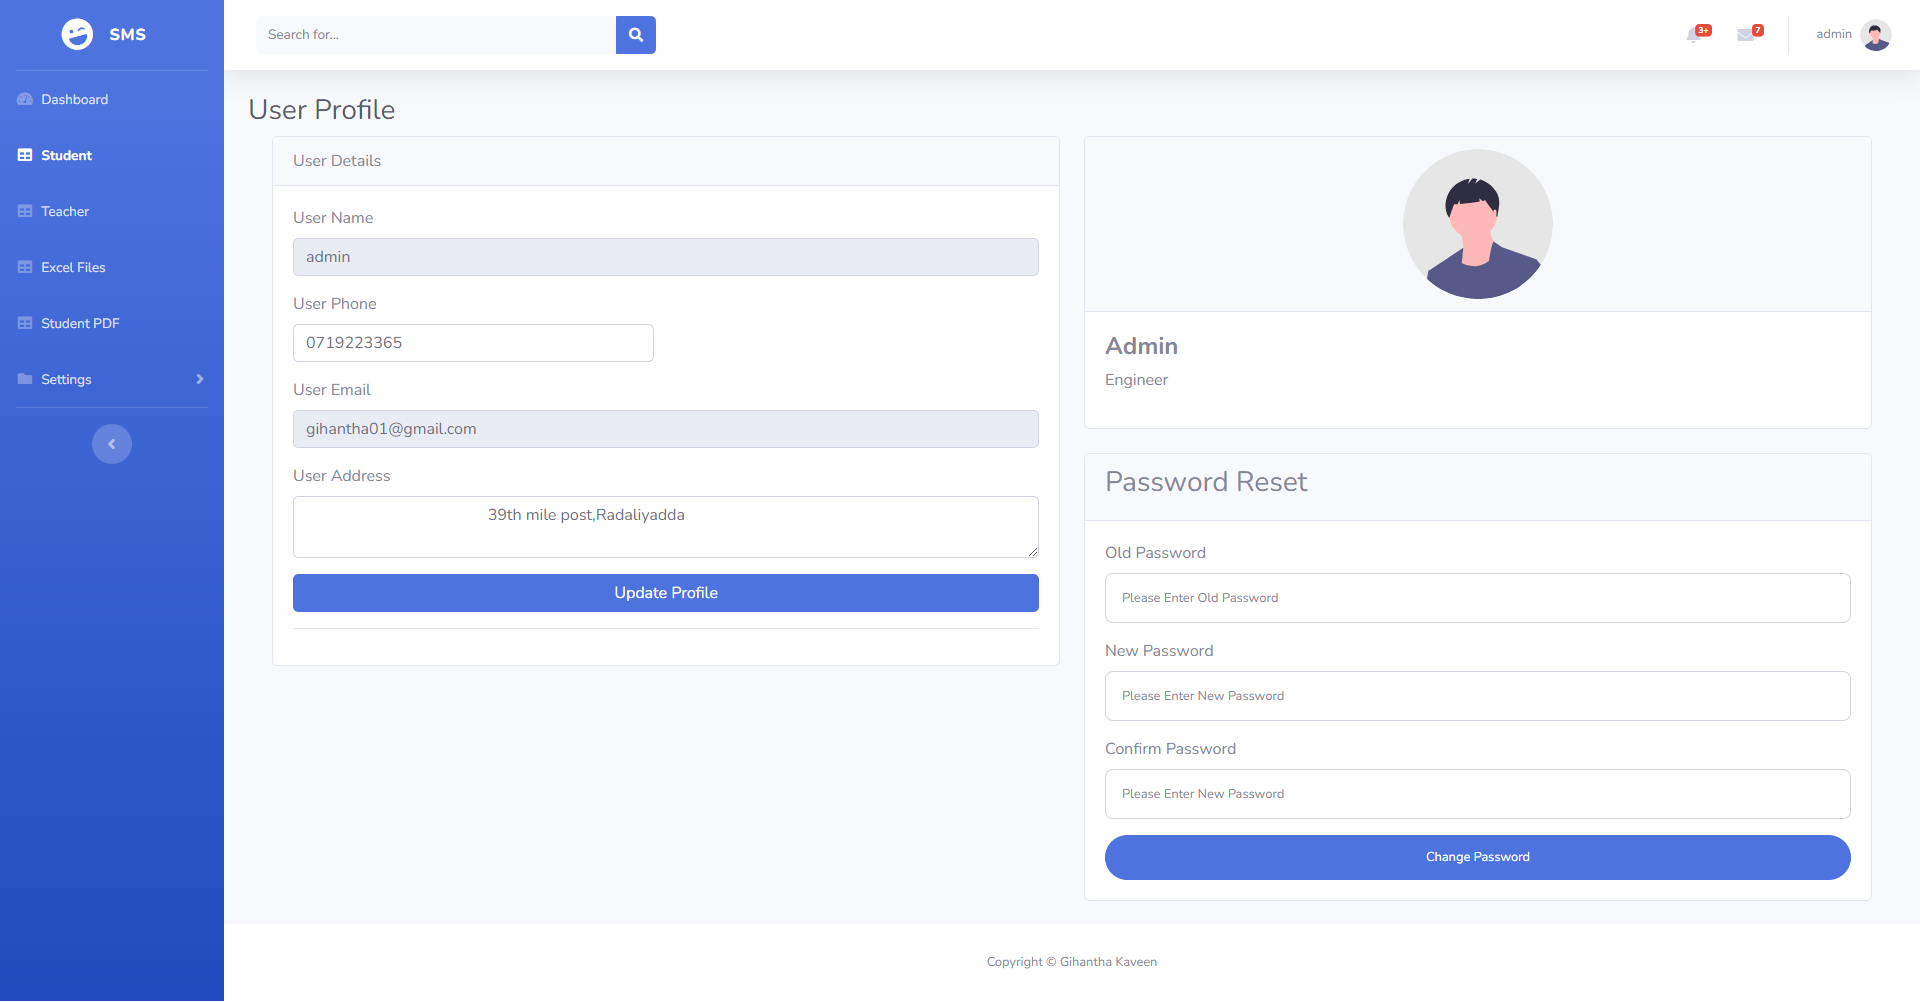 SMS
Dashboard
Student
Teacher
Excel Files
Student PDF
Settings
Search for...
3+
7
admin
User Profile
User Details
User Name
admin
User Phone
0719223365
User Email
gihantha01@gmail.com
User Address
39th mile post,Radaliyadda
Update Profile
Admin
Engineer
Password Reset
Old Password
Please Enter Old Password
New Password
Please Enter New Password
Confirm Password
Please Enter New Password
Change Password
Copyright © Gihantha Kaveen